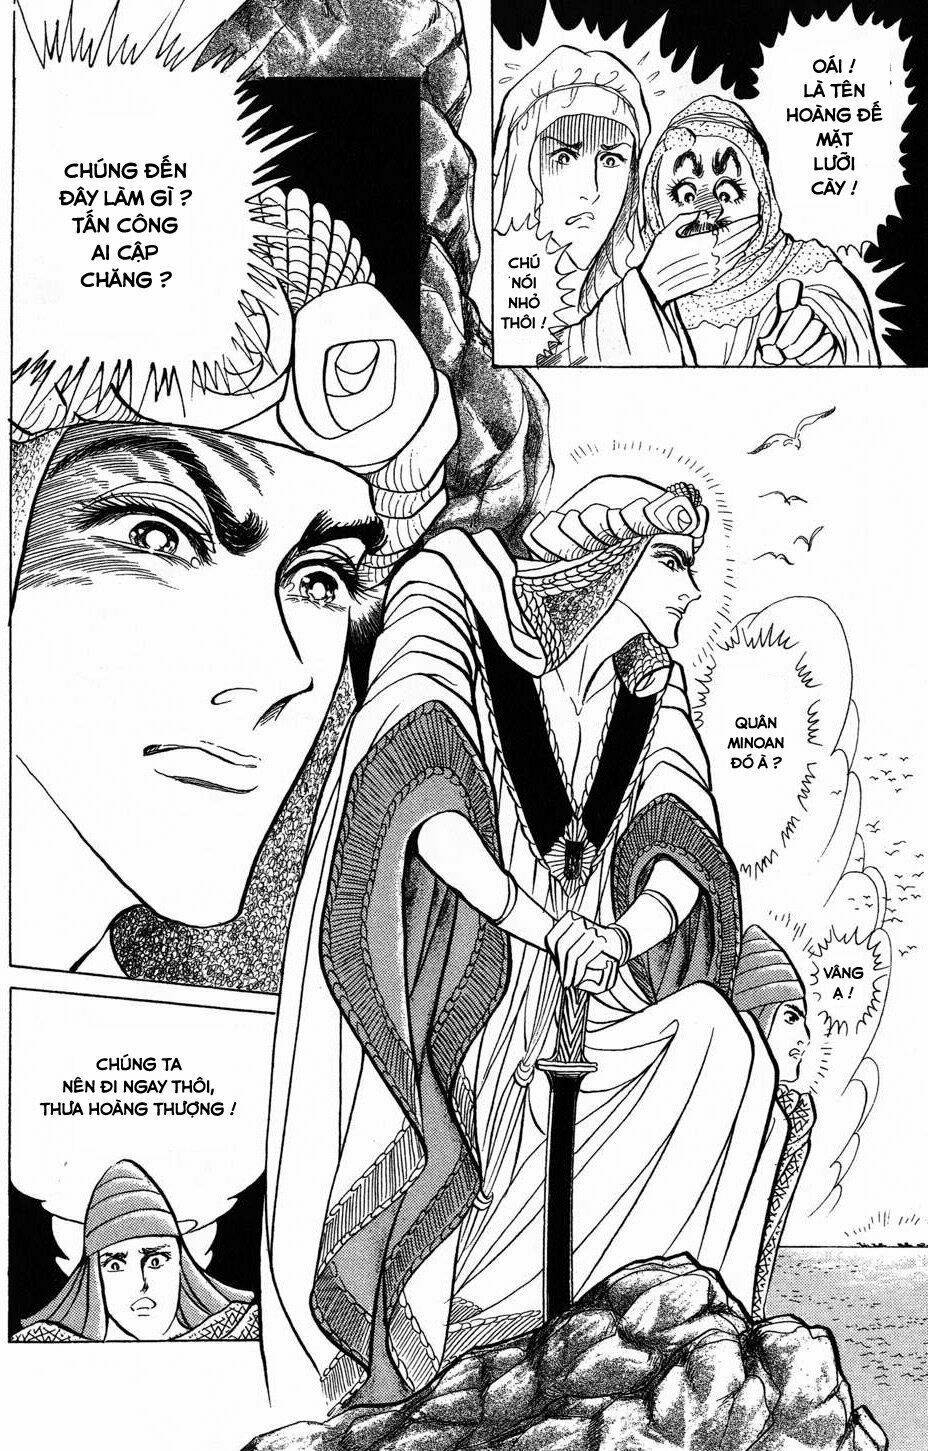 OÁI !
LÀ TÊN
HOÀNG ĐẾ
MẶT
LƯỠI
CÀY !
CHÚ
NÓI
NHỎ
THÔI !
CHÚNG ĐẾN
ĐÂY LÀM GÌ ?
TẤN CÔNG
AI CẬP
CHĂNG ?
QUÂN
MINOAN
ĐÓ À ?
VÂNG
Ạ !
CHÚNG TA
NÊN ĐI NGAY THÔI,
THƯA HOÀNG THƯỢNG !